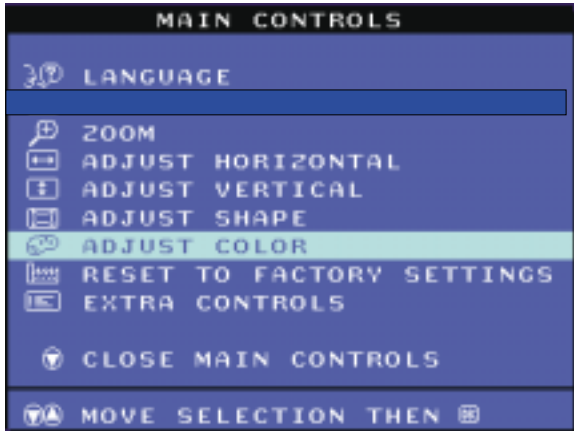 MAIN CONTROLS
LANGUAGE
ZOOM
ADJUST HORIZONTAL
ADJUST VERTICAL
ADJUST SHAPE
ADJUST COLOR
RESET TO FACTORY SETTINGS
EXTRA CONTROLS
CLOSE MAIN CONTROLS
MOVE SELECTION THEN OK